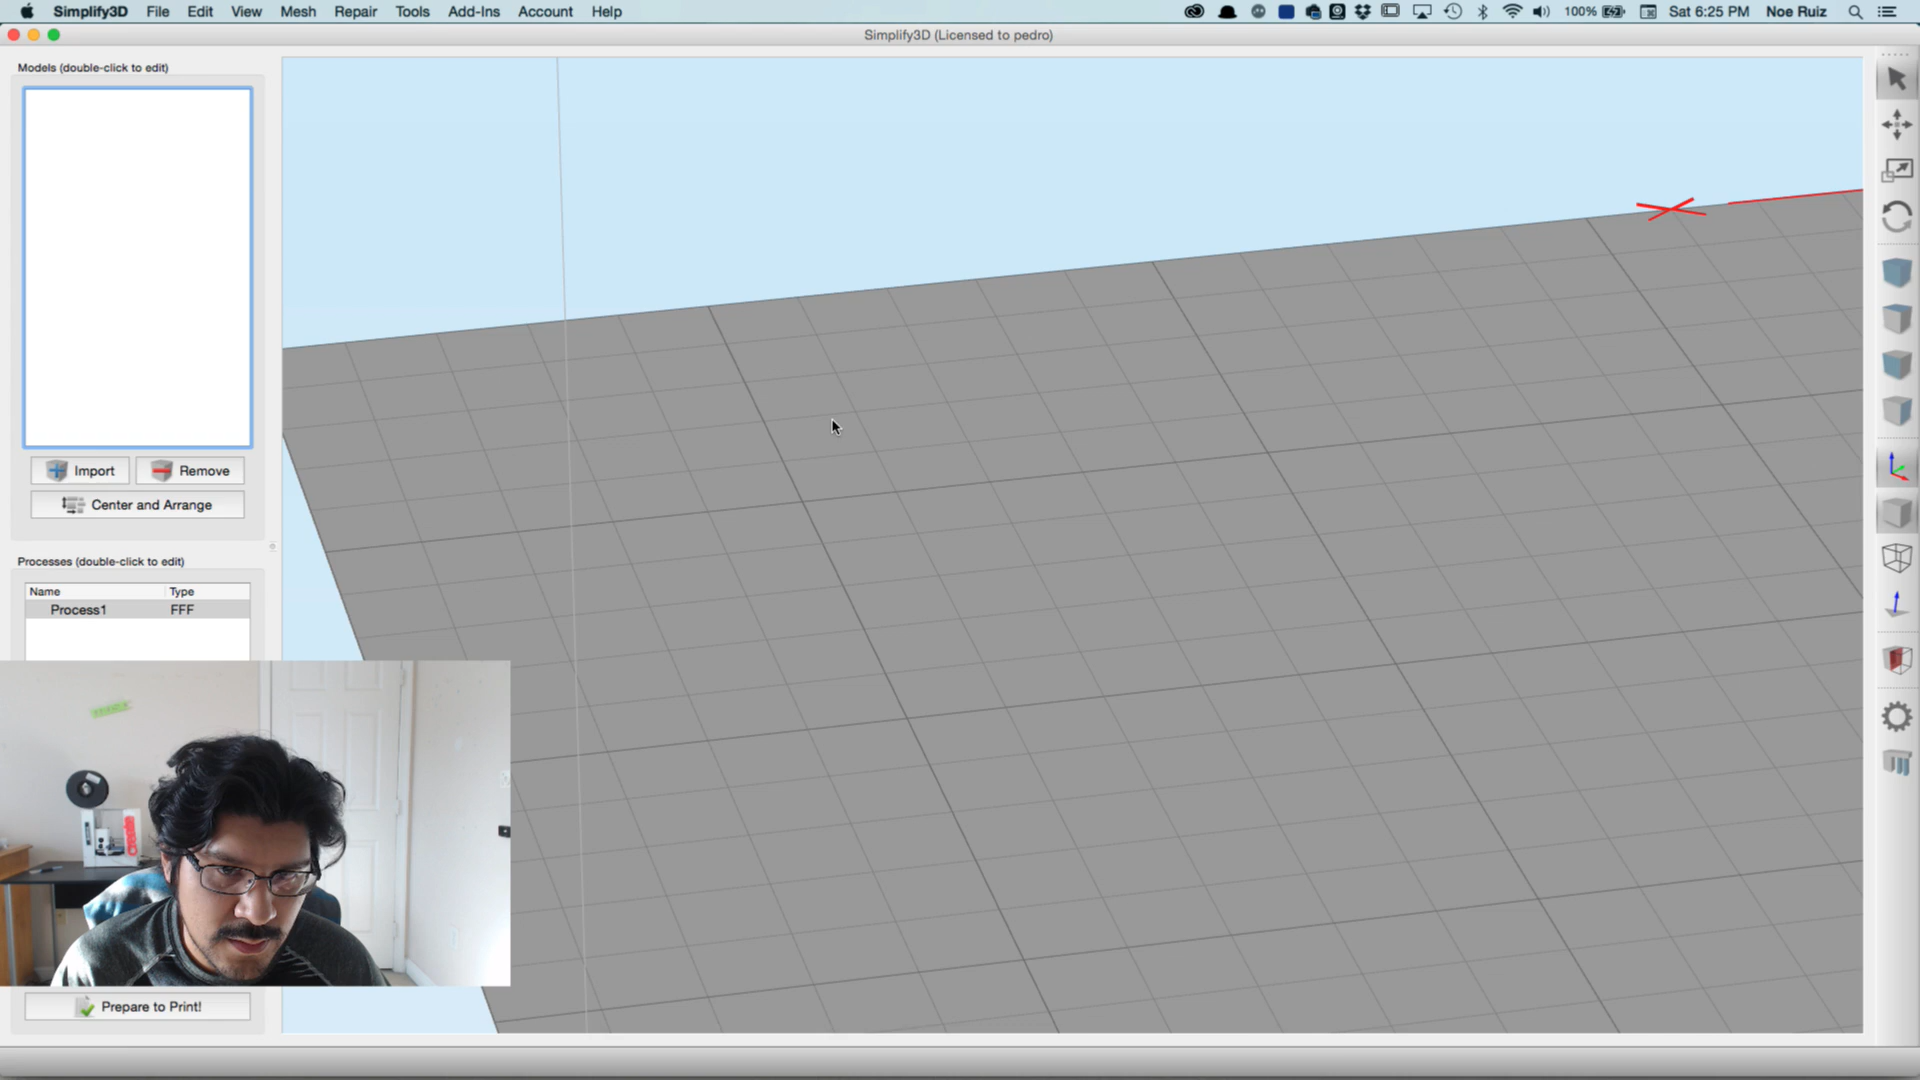 Simplify3D File Edit View Mesh Repair Tools Add-Ins Account Help 100% Sat 6:25 PM Noe Ruiz
Simplify3D (Licensed to pedro)
Models (double-click to edit)
Import Remove
Center and Arrange
Processes (double-click to edit)
Name Type
Process1 FFF
Create
Prepare to Print!